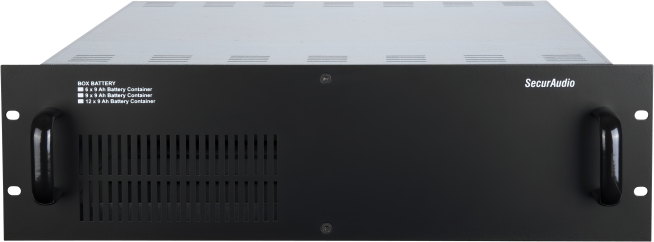 BOX BATTERY
6 x 9 Ah Battery Container
9 x 9 Ah Battery Container
12 x 9 Ah Battery Container
SecurAudio